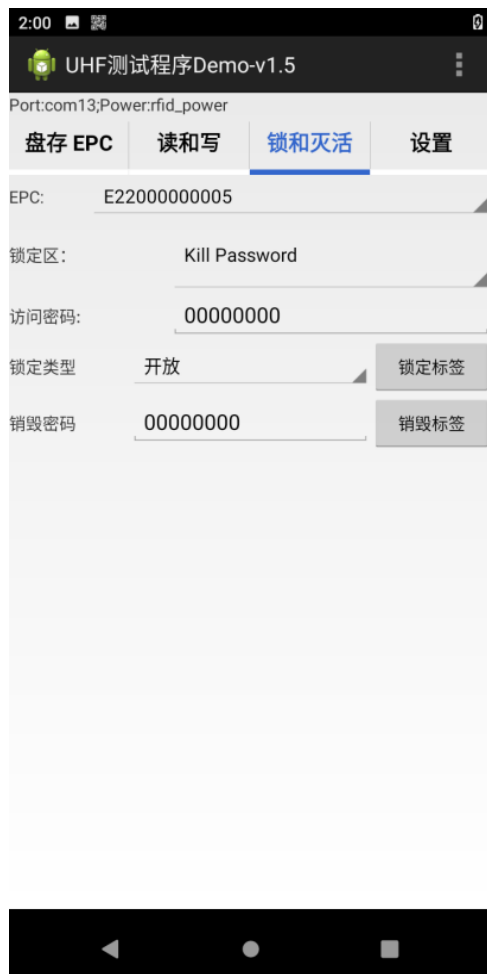 2:00
UHF测试程序Demo-v1.5
Port:com13;Power:rfid_power
盘存 EPC 读和写 锁和灭活 设置
EPC: E22000000005
锁定区: Kill Password
访问密码: 00000000
锁定类型 开放 锁定标签
销毁密码 00000000 销毁标签